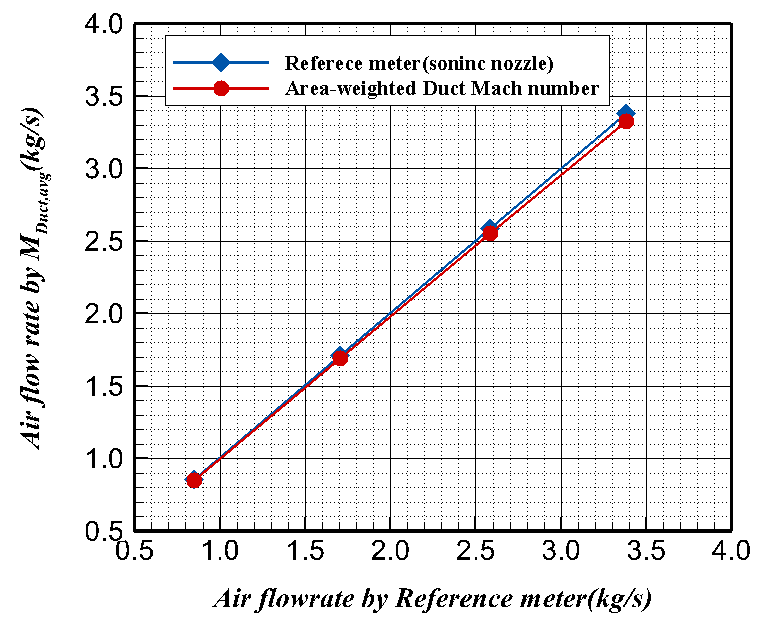 4.0
Referece meter(soninc nozzle)
Area-weighted Duct Mach number
3.5
3.0
2.5
2.0
1.5
1.0
0.5
Air flow rate by M_Duct,avg(kg/s)
0.5 1.0 1.5 2.0 2.5 3.0 3.5 4.0
Air flowrate by Reference meter(kg/s)